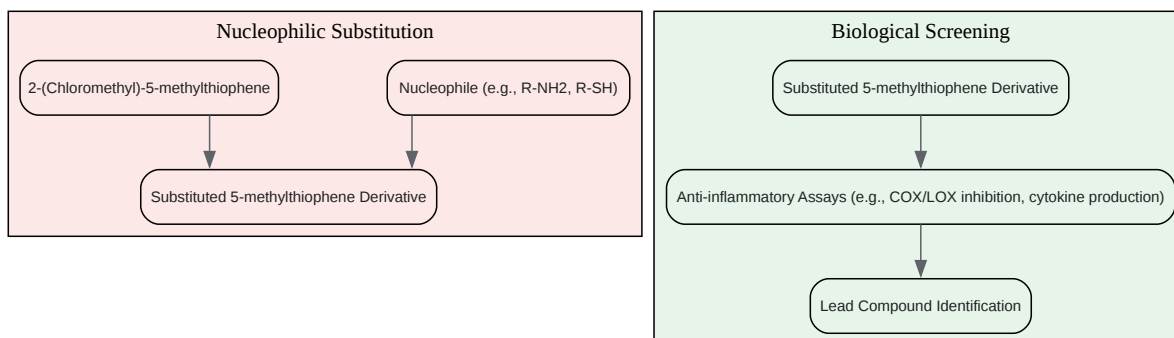 Nucleophilic Substitution
2-(Chloromethyl)-5-methylthiophene
Nucleophile (e.g., R-NH2, R-SH)
Substituted 5-methylthiophene Derivative
Biological Screening
Substituted 5-methylthiophene Derivative
Anti-inflammatory Assays (e.g., COX/LOX inhibition, cytokine production)
Lead Compound Identification